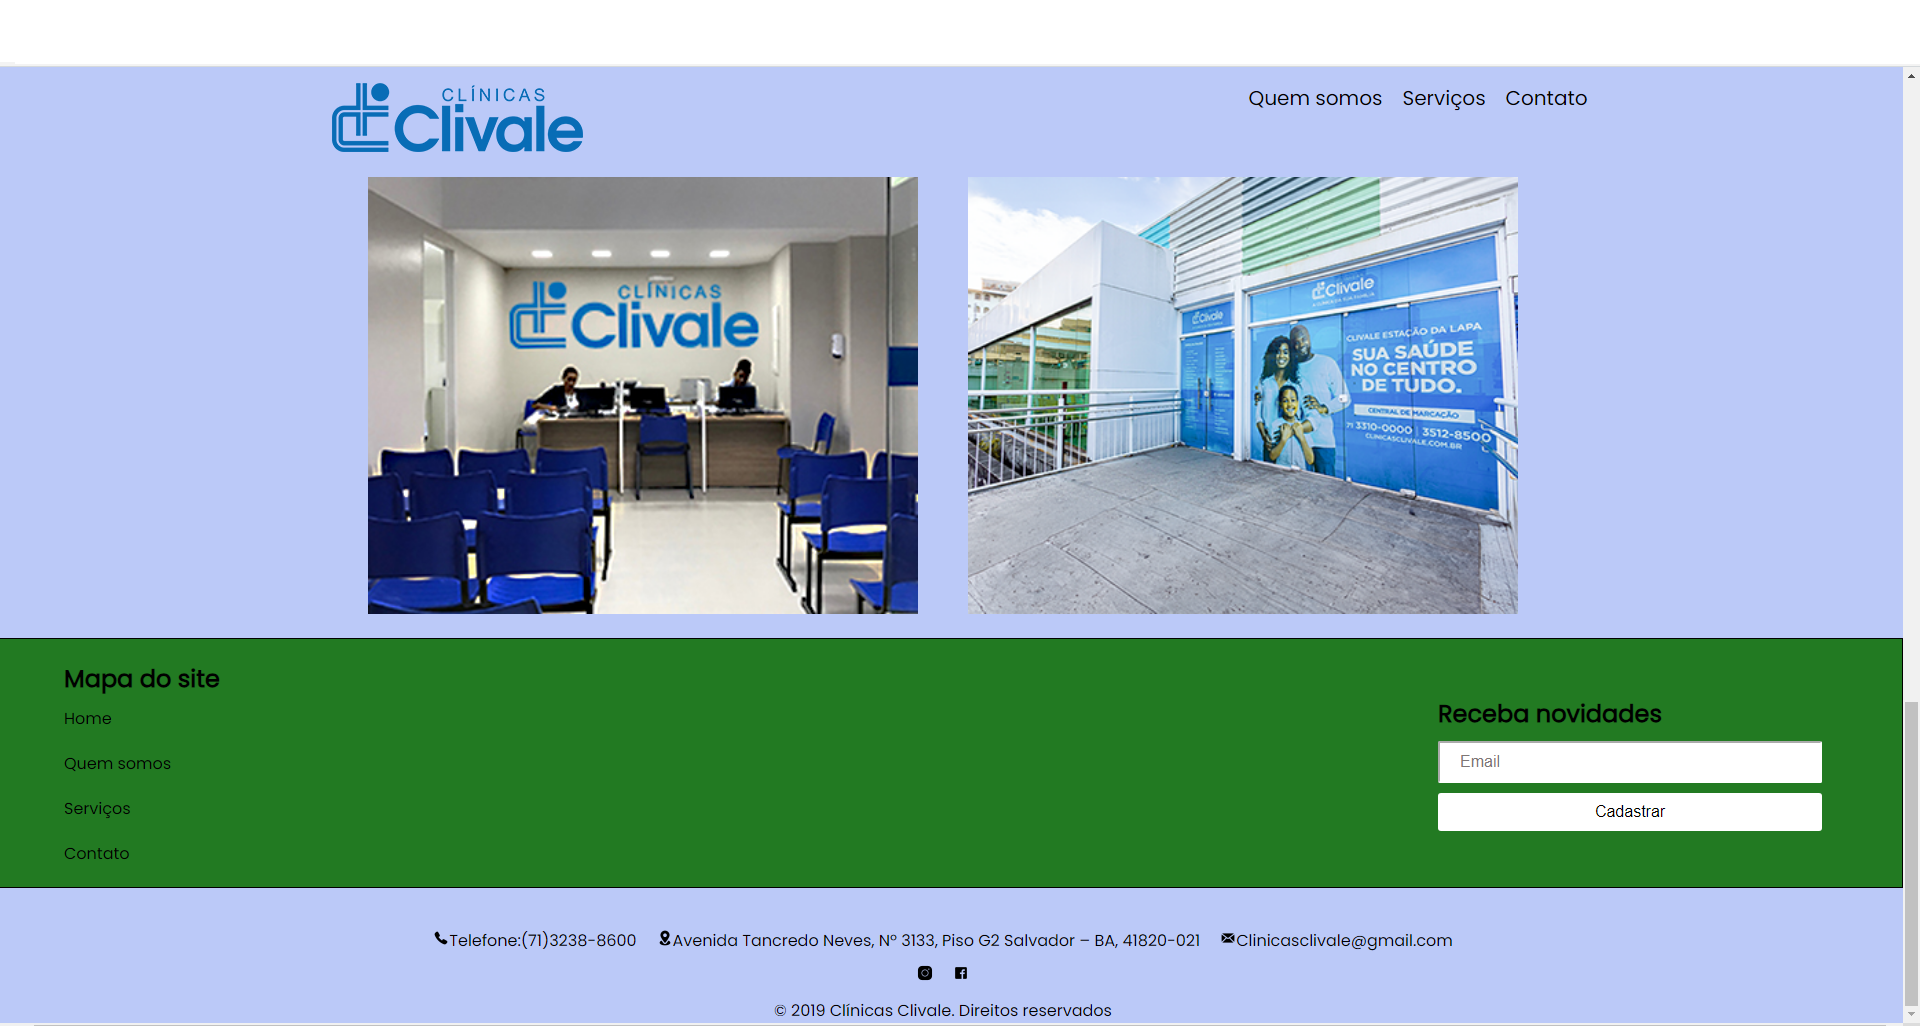 CLÍNICAS
Clivale
Quem somos Serviços Contato
CLÍNICAS
Clivale
Clivale
Clivale
CLIVALE ESTAÇÃO DA LAPA
SUA SAÚDE
NO CENTRO
DE TUDO.
CENTRAL DE MARCAÇÃO
71 3310-0000 | 3512-8500
CLINICASCLIVALE.COM.BR
Mapa do site
Home
Quem somos
Serviços
Contato
Receba novidades
Email
Cadastrar
Telefone:(71)3238-8600 Avenida Tancredo Neves, Nº 3133, Piso G2 Salvador – BA, 41820-021 Clinicasclivale@gmail.com
© 2019 Clínicas Clivale. Direitos reservados